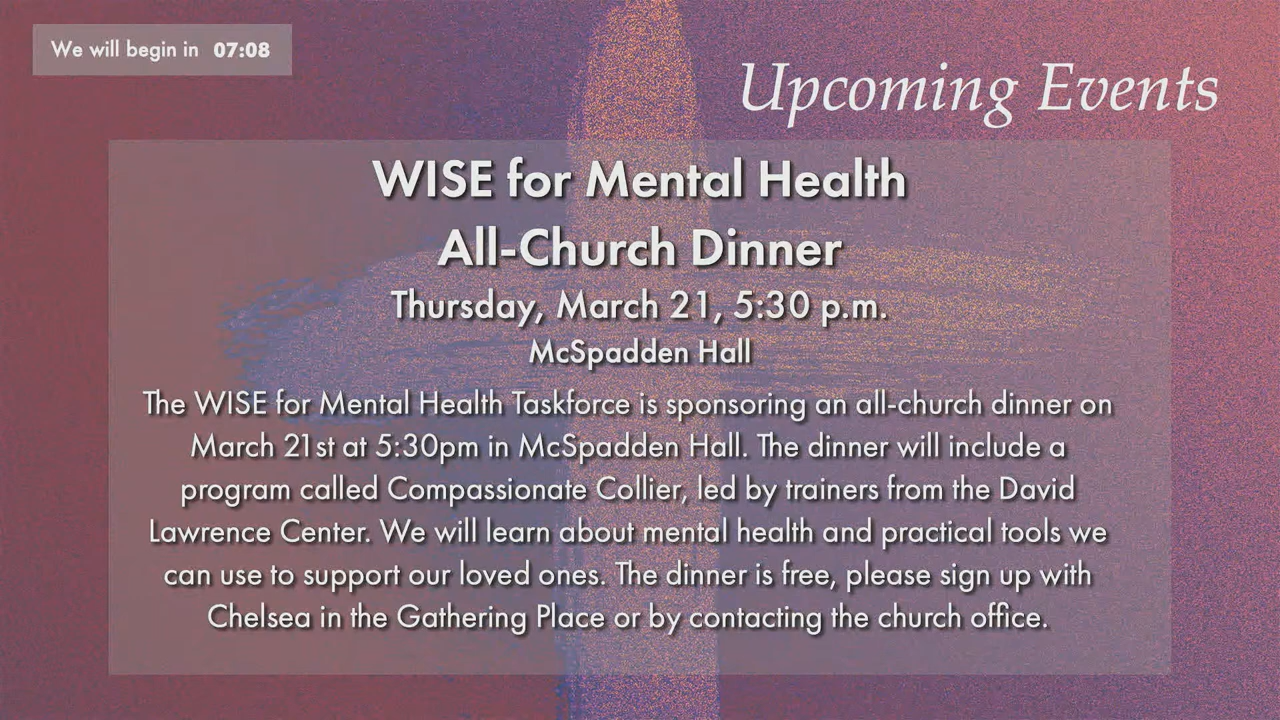 We will begin in 07:08
Upcoming Events
WISE for Mental Health
All-Church Dinner
Thursday, March 21, 5:30 p.m.
McSpadden Hall
The WISE for Mental Health Taskforce is sponsoring an all-church dinner on
March 21st at 5:30pm in McSpadden Hall. The dinner will include a
program called Compassionate Collier, led by trainers from the David
Lawrence Center. We will learn about mental health and practical tools we
can use to support our loved ones. The dinner is free, please sign up with
Chelsea in the Gathering Place or by contacting the church office.